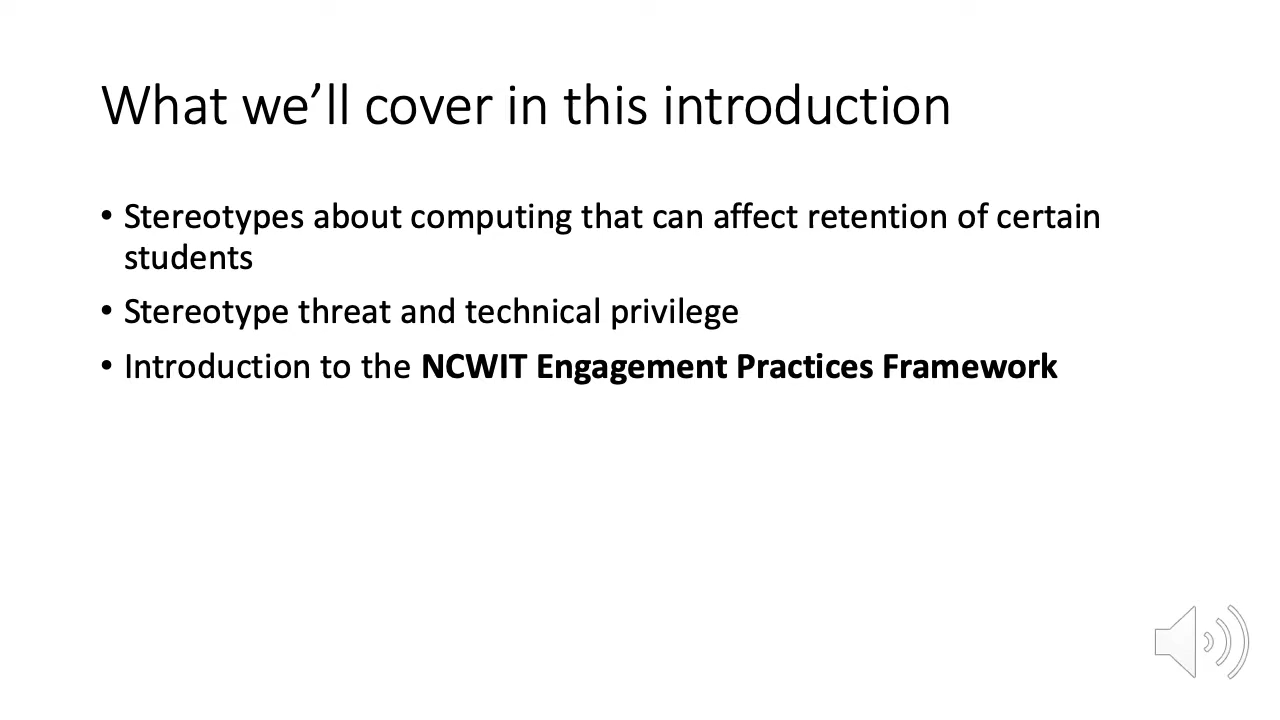 What we’ll cover in this introduction
• Stereotypes about computing that can affect retention of certain
students
• Stereotype threat and technical privilege
• Introduction to the NCWIT Engagement Practices Framework